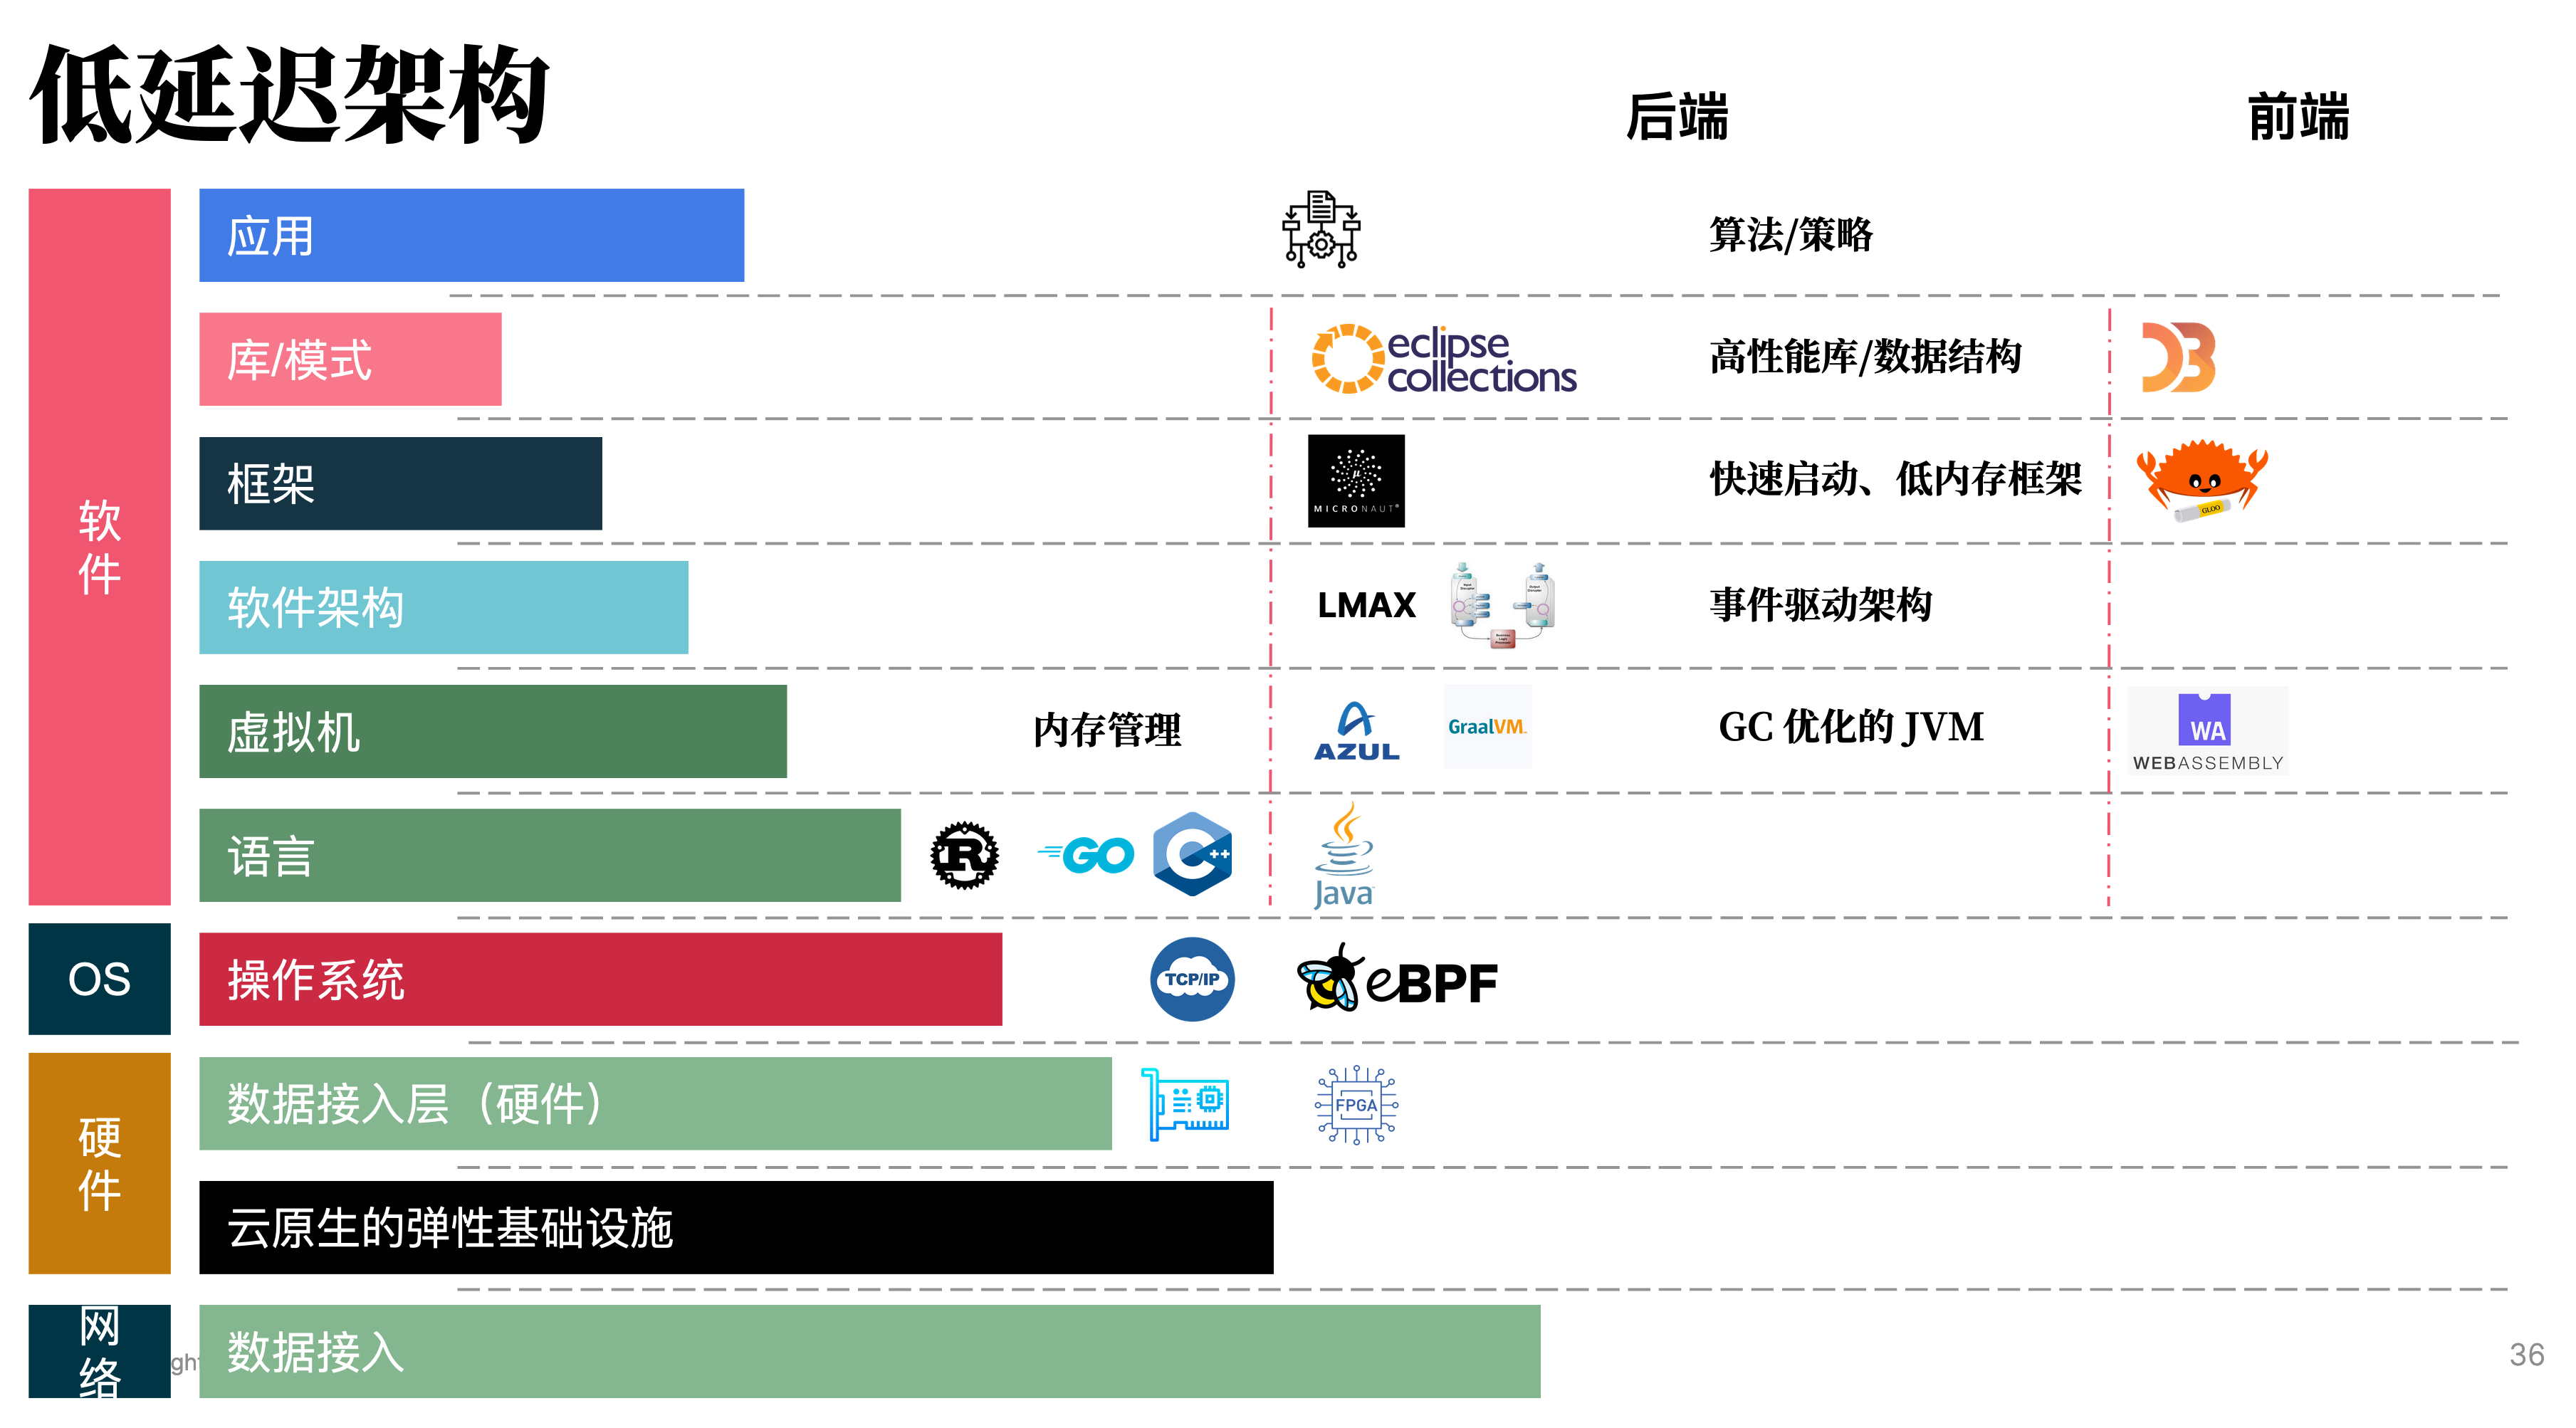 低延迟架构
后端
前端
软件
应用
算法/策略
库/模式
eclipse
collections
高性能库/数据结构
D3
框架
MICRONAUT®
快速启动、低内存框架
GLOO
软件架构
LMAX
事件驱动架构
虚拟机
内存管理
AZUL
GraalVM
GC 优化的 JVM
WA
WEBASSEMBLY
语言
R
GO
C++
Java
OS
操作系统
TCP/IP
eBPF
硬件
数据接入层（硬件）
FPGA
云原生的弹性基础设施
网络
数据接入
36